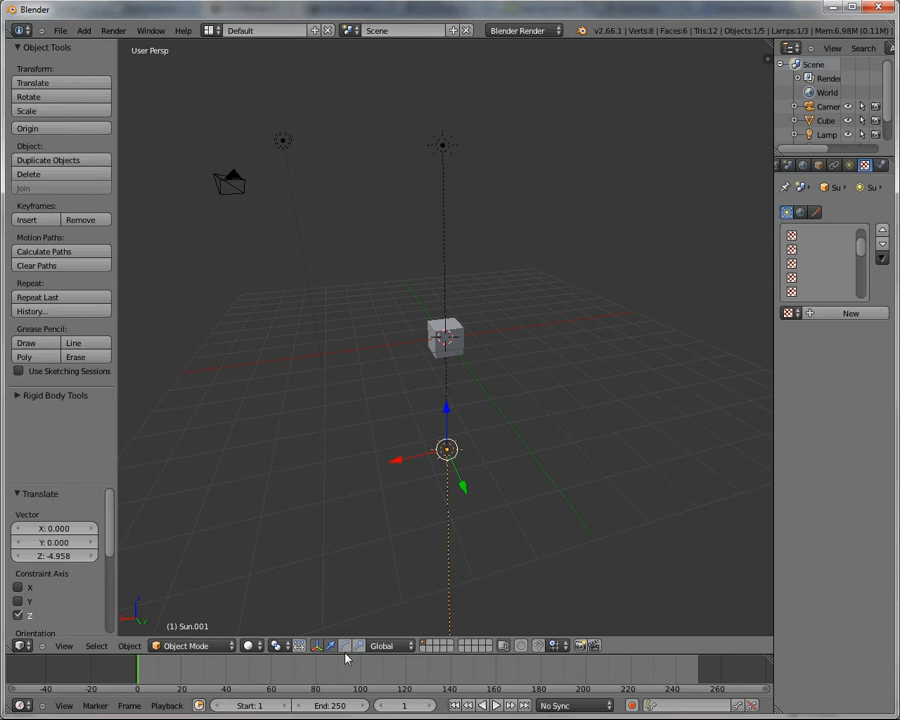 Blender
File Add Render Window Help Default Scene Blender Render v2.66.1 | Verts:8 | Faces:6 | Tris:12 | Objects:1/5 | Lamps:1/3 | Mem:6.98M (0.11M) |
Object Tools
Transform:
Translate
Rotate
Scale
Origin
Object:
Duplicate Objects
Delete
Join
Keyframes:
Insert Remove
Motion Paths:
Calculate Paths
Clear Paths
Repeat:
Repeat Last
History...
Grease Pencil:
Draw Line
Poly Erase
Use Sketching Sessions
Rigid Body Tools
Translate
Vector
X: 0.000
Y: 0.000
Z: -4.958
Constraint Axis
X
Y
Z
Orientation
User Persp
(1) Sun.001
View Search
Scene
Rende
World
Camer
Cube
Lamp
Su Su
New
View Select Object Object Mode Global
-40 -20 0 20 40 60 80 100 120 140 160 180 200 220 240 260
View Marker Frame Playback Start: 1 End: 250 1 No Sync